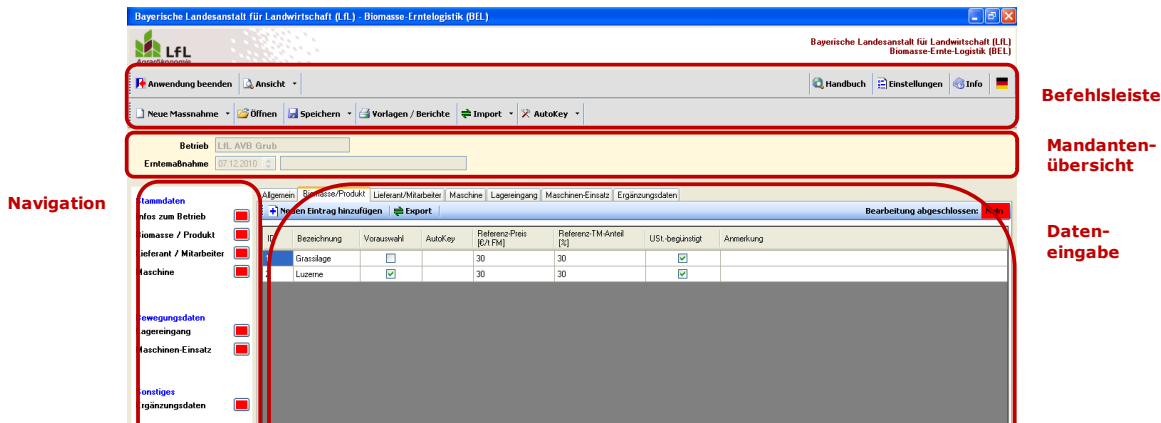 Bayerische Landesanstalt für Landwirtschaft (LfL) - Biomasse-Erntelogistik (BEL)
LfL
Agrarökonomie
Bayerische Landesanstalt für Landwirtschaft (LfL)
Biomasse-Ernte-Logistik (BEL)
Anwendung beenden Ansicht Handbuch Einstellungen Info
Befehlsleiste
Neue Massnahme Öffnen Speichern Vorlagen / Berichte Import AutoKey
Betrieb LfL AVB Grub
Erntemaßnahme 07.12.2010
Mandanten-
übersicht
Navigation
Stammdaten
Infos zum Betrieb
Biomasse / Produkt
Lieferant / Mitarbeiter
Maschine
Bewegungsdaten
Lagereingang
Maschinen-Einsatz
Sonstiges
Ergänzungsdaten
Allgemein Biomasse/Produkt Lieferant/Mitarbeiter Maschine Lagereingang Maschinen-Einsatz Ergänzungsdaten
Neuen Eintrag hinzufügen Export Bearbeitung abgeschlossen: Nein
ID Bezeichnung Vorauswahl AutoKey Referenz-Preis [€/t FM] Referenz-TM-Anteil [%] USt.-begünstigt Anmerkung
Grassilage 30 30
2 Luzerne 30 30
Daten-
eingabe